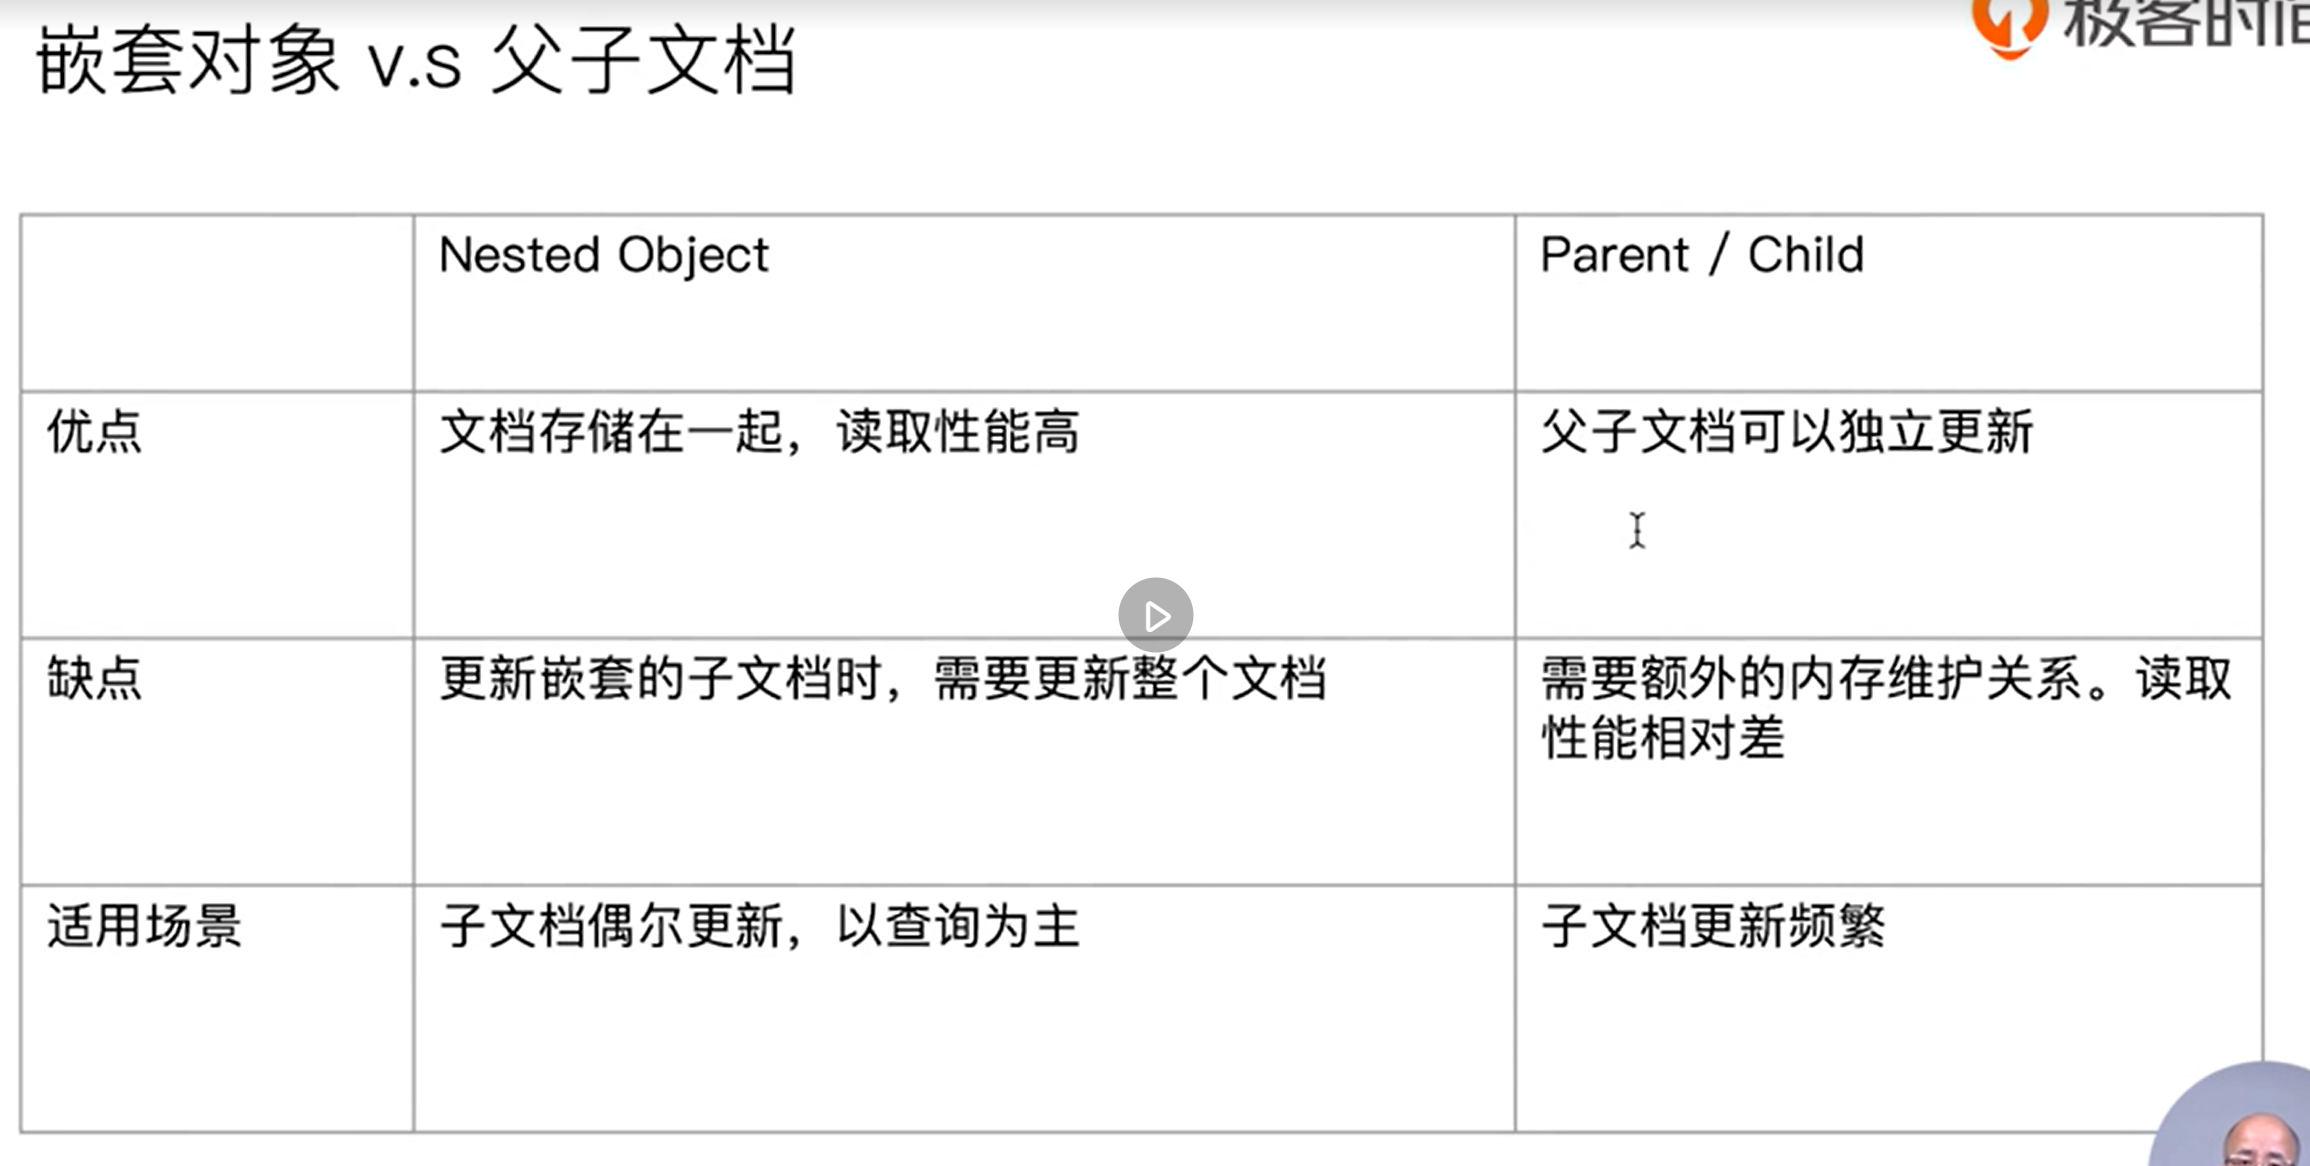 嵌套对象 v.s 父子文档
极客时间
Nested Object
Parent / Child
优点
文档存储在一起，读取性能高
父子文档可以独立更新
缺点
更新嵌套的子文档时，需要更新整个文档
需要额外的内存维护关系。读取
性能相对差
适用场景
子文档偶尔更新，以查询为主
子文档更新频繁